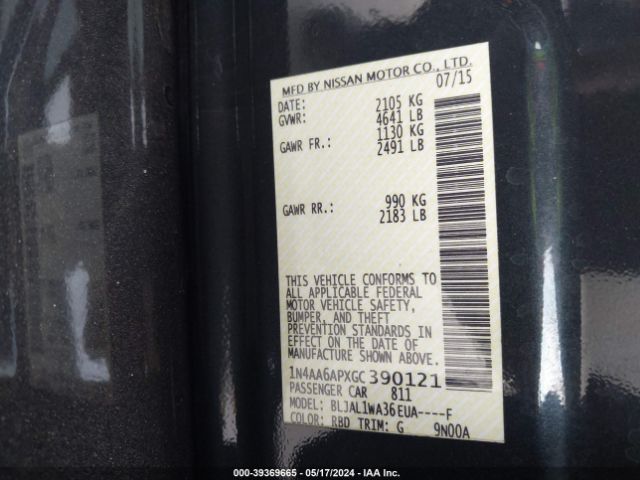 MFD BY NISSAN MOTOR CO., LTD.
07/15
DATE: 2105 KG
GVWR: 4641 LB
1130 KG
GAWR FR.: 2491 LB
990 KG
GAWR RR.: 2183 LB
THIS VEHICLE CONFORMS TO
ALL APPLICABLE FEDERAL
MOTOR VEHICLE SAFETY,
BUMPER, AND THEFT
PREVENTION STANDARDS IN
EFFECT ON THE DATE OF
MANUFACTURE SHOWN ABOVE.
1N4AA6APXGC390121
PASSENGER CAR 811
MODEL: BLJAL1WA36EUA----F
COLOR: RBD TRIM: G 9N00A
000-39369665 - 05/17/2024 - IAA Inc.